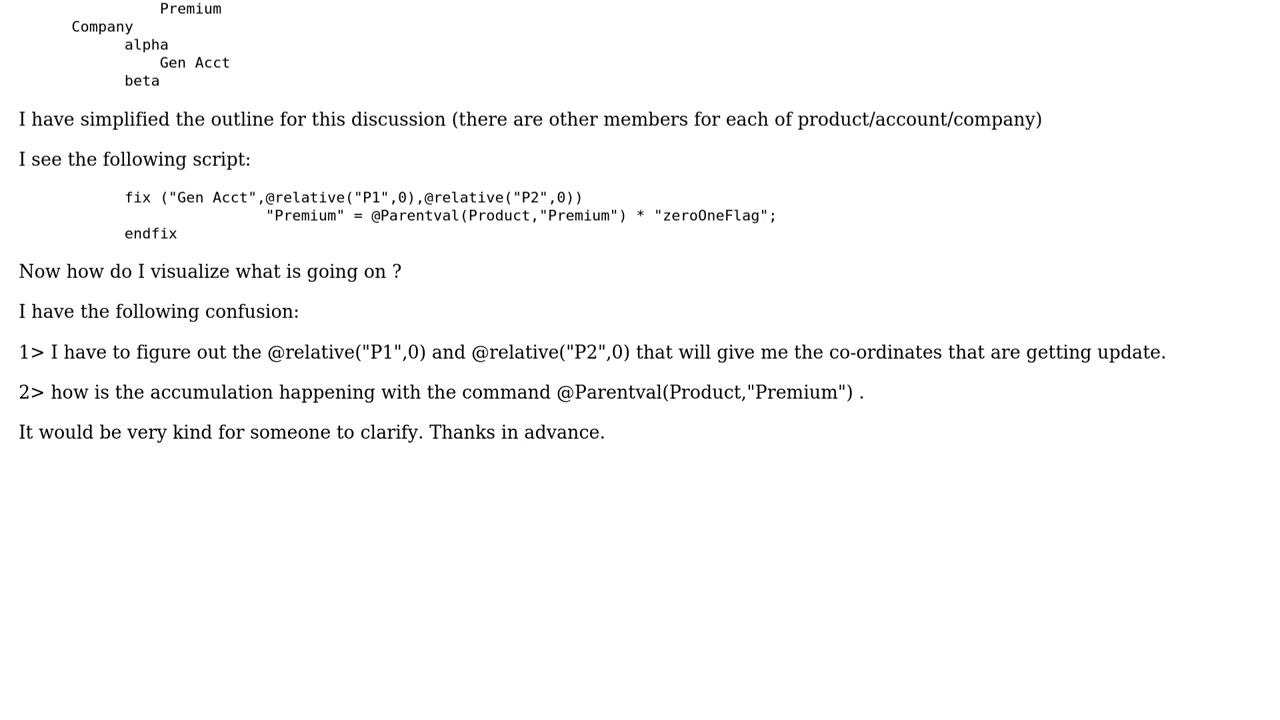 Premium
Company
alpha
Gen Acct
beta
I have simplified the outline for this discussion (there are other members for each of product/account/company)
I see the following script:
fix ("Gen Acct",@relative("P1",0),@relative("P2",0))
"Premium" = @Parentval(Product,"Premium") * "zeroOneFlag";
endfix
Now how do I visualize what is going on ?
I have the following confusion:
1> I have to figure out the @relative("P1",0) and @relative("P2",0) that will give me the co-ordinates that are getting update.
2> how is the accumulation happening with the command @Parentval(Product,"Premium") .
It would be very kind for someone to clarify. Thanks in advance.